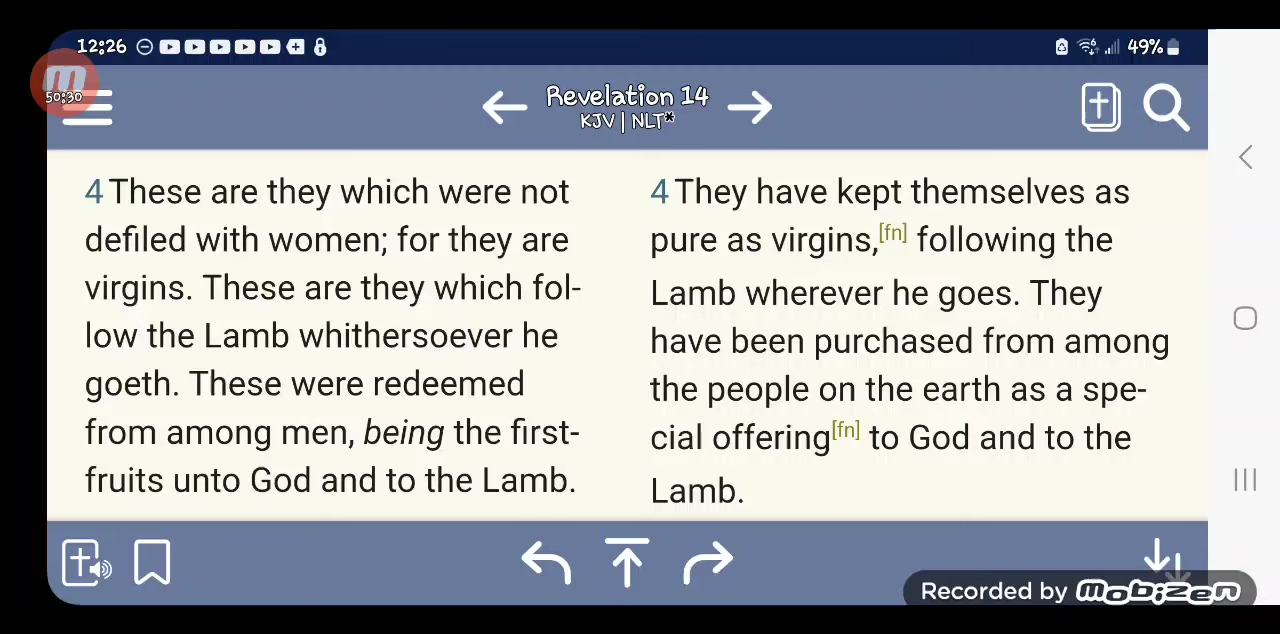 12:26
49%
50:30
Revelation 14
KJV | NLT*
4 These are they which were not
defiled with women; for they are
virgins. These are they which fol-
low the Lamb whithersoever he
goeth. These were redeemed
from among men, being the first-
fruits unto God and to the Lamb.
4 They have kept themselves as
pure as virgins,[fn] following the
Lamb wherever he goes. They
have been purchased from among
the people on the earth as a spe-
cial offering[fn] to God and to the
Lamb.
Recorded by mobizen